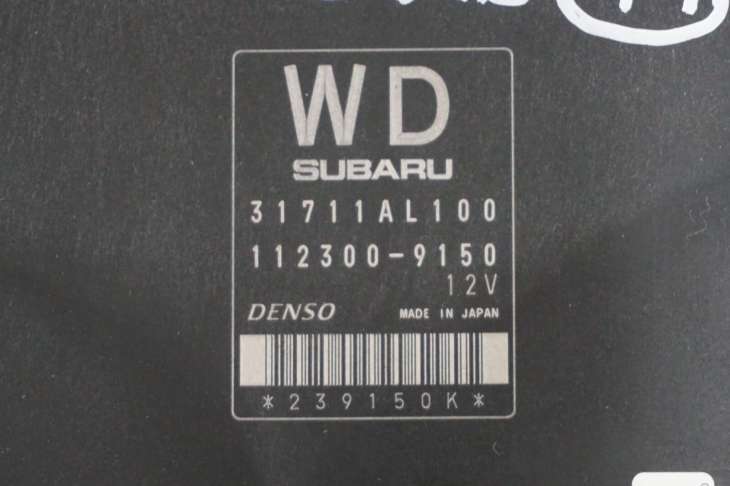 WD
SUBARU
31711AL100
112300-9150
12V
DENSO MADE IN JAPAN
*239150K*